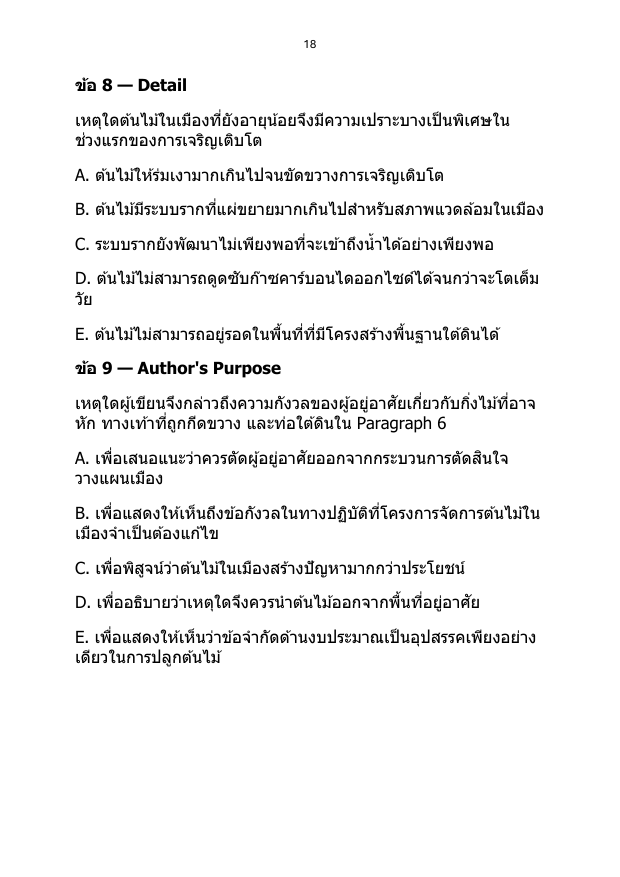 18
ข้อ 8 — Detail
เหตุใดต้นไม้ในเมืองที่ยังอายุน้อยจึงมีความเปราะบางเป็นพิเศษใน
ช่วงแรกของการเจริญเติบโต
A. ต้นไม้ให้ร่มเงามากเกินไปจนขัดขวางการเจริญเติบโต
B. ต้นไม้มีระบบรากที่แผ่ขยายมากเกินไปสำหรับสภาพแวดล้อมในเมือง
C. ระบบรากยังพัฒนาไม่เพียงพอที่จะเข้าถึงน้ำได้อย่างเพียงพอ
D. ต้นไม้ไม่สามารถดูดซับก๊าซคาร์บอนไดออกไซด์ได้จนกว่าจะโตเต็ม
วัย
E. ต้นไม้ไม่สามารถอยู่รอดในพื้นที่ที่มีโครงสร้างพื้นฐานใต้ดินได้
ข้อ 9 — Author's Purpose
เหตุใดผู้เขียนจึงกล่าวถึงความกังวลของผู้อยู่อาศัยเกี่ยวกับกิ่งไม้ที่อาจ
หัก ทางเท้าที่ถูกกีดขวาง และท่อใต้ดินใน Paragraph 6
A. เพื่อเสนอแนะว่าควรตัดผู้อยู่อาศัยออกจากกระบวนการตัดสินใจ
วางแผนเมือง
B. เพื่อแสดงให้เห็นถึงข้อกังวลในทางปฏิบัติที่โครงการจัดการต้นไม้ใน
เมืองจำเป็นต้องแก้ไข
C. เพื่อพิสูจน์ว่าต้นไม้ในเมืองสร้างปัญหามากกว่าประโยชน์
D. เพื่ออธิบายว่าเหตุใดจึงควรนำต้นไม้ออกจากพื้นที่อยู่อาศัย
E. เพื่อแสดงให้เห็นว่าข้อจำกัดด้านงบประมาณเป็นอุปสรรคเพียงอย่าง
เดียวในการปลูกต้นไม้